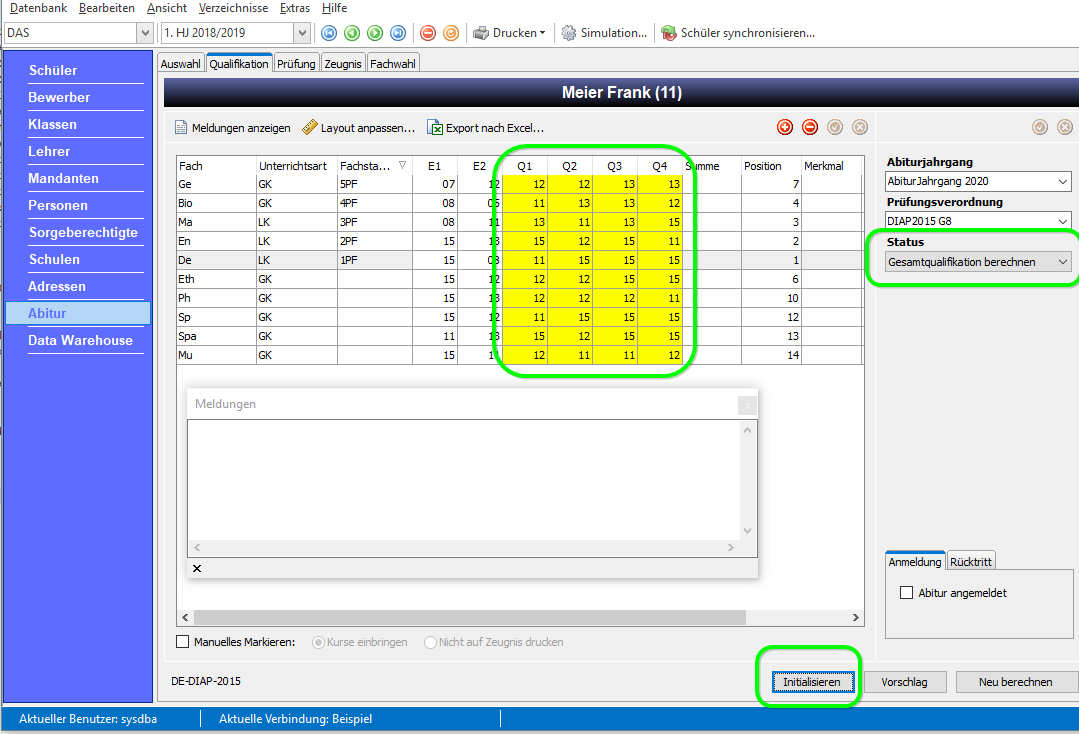 Datenbank Bearbeiten Ansicht Verzeichnisse Extras Hilfe
DAS 1. HJ 2018/2019 Drucken Simulation... Schüler synchronisieren...
Auswahl Qualifikation Prüfung Zeugnis Fachwahl
Schüler
Bewerber
Klassen
Lehrer
Mandanten
Personen
Sorgeberechtigte
Schulen
Adressen
Abitur
Data Warehouse
Meier Frank (11)
Meldungen anzeigen Layout anpassen... Export nach Excel...
Fach Unterrichtsart Fachsta... E1 E2 Q1 Q2 Q3 Q4 Summe Position Merkmal
Ge GK 5PF 07 12 12 12 13 13 7
Bio GK 4PF 08 11 13 13 12 4
Ma LK 3PF 08 11 13 11 13 15 3
En LK 2PF 15 13 15 12 15 11 2
De LK 1PF 15 11 15 15 15 1
Eth GK 15 13 12 12 15 15 6
Ph GK 15 13 12 12 12 11 10
Sp GK 15 12 11 15 15 15 12
Spa GK 11 13 15 12 15 15 13
Mu GK 15 12 11 11 12 14
Meldungen
Manuelles Markieren: Kurse einbringen Nicht auf Zeugnis drucken
DE-DIAP-2015
Abiturjahrgang
AbiturJahrgang 2020
Prüfungsverordnung
DIAP2015 G8
Status
Gesamtqualifikation berechnen
Anmeldung Rücktritt
Abitur angemeldet
Initialisieren Vorschlag Neu berechnen
Aktueller Benutzer: sysdba Aktuelle Verbindung: Beispiel